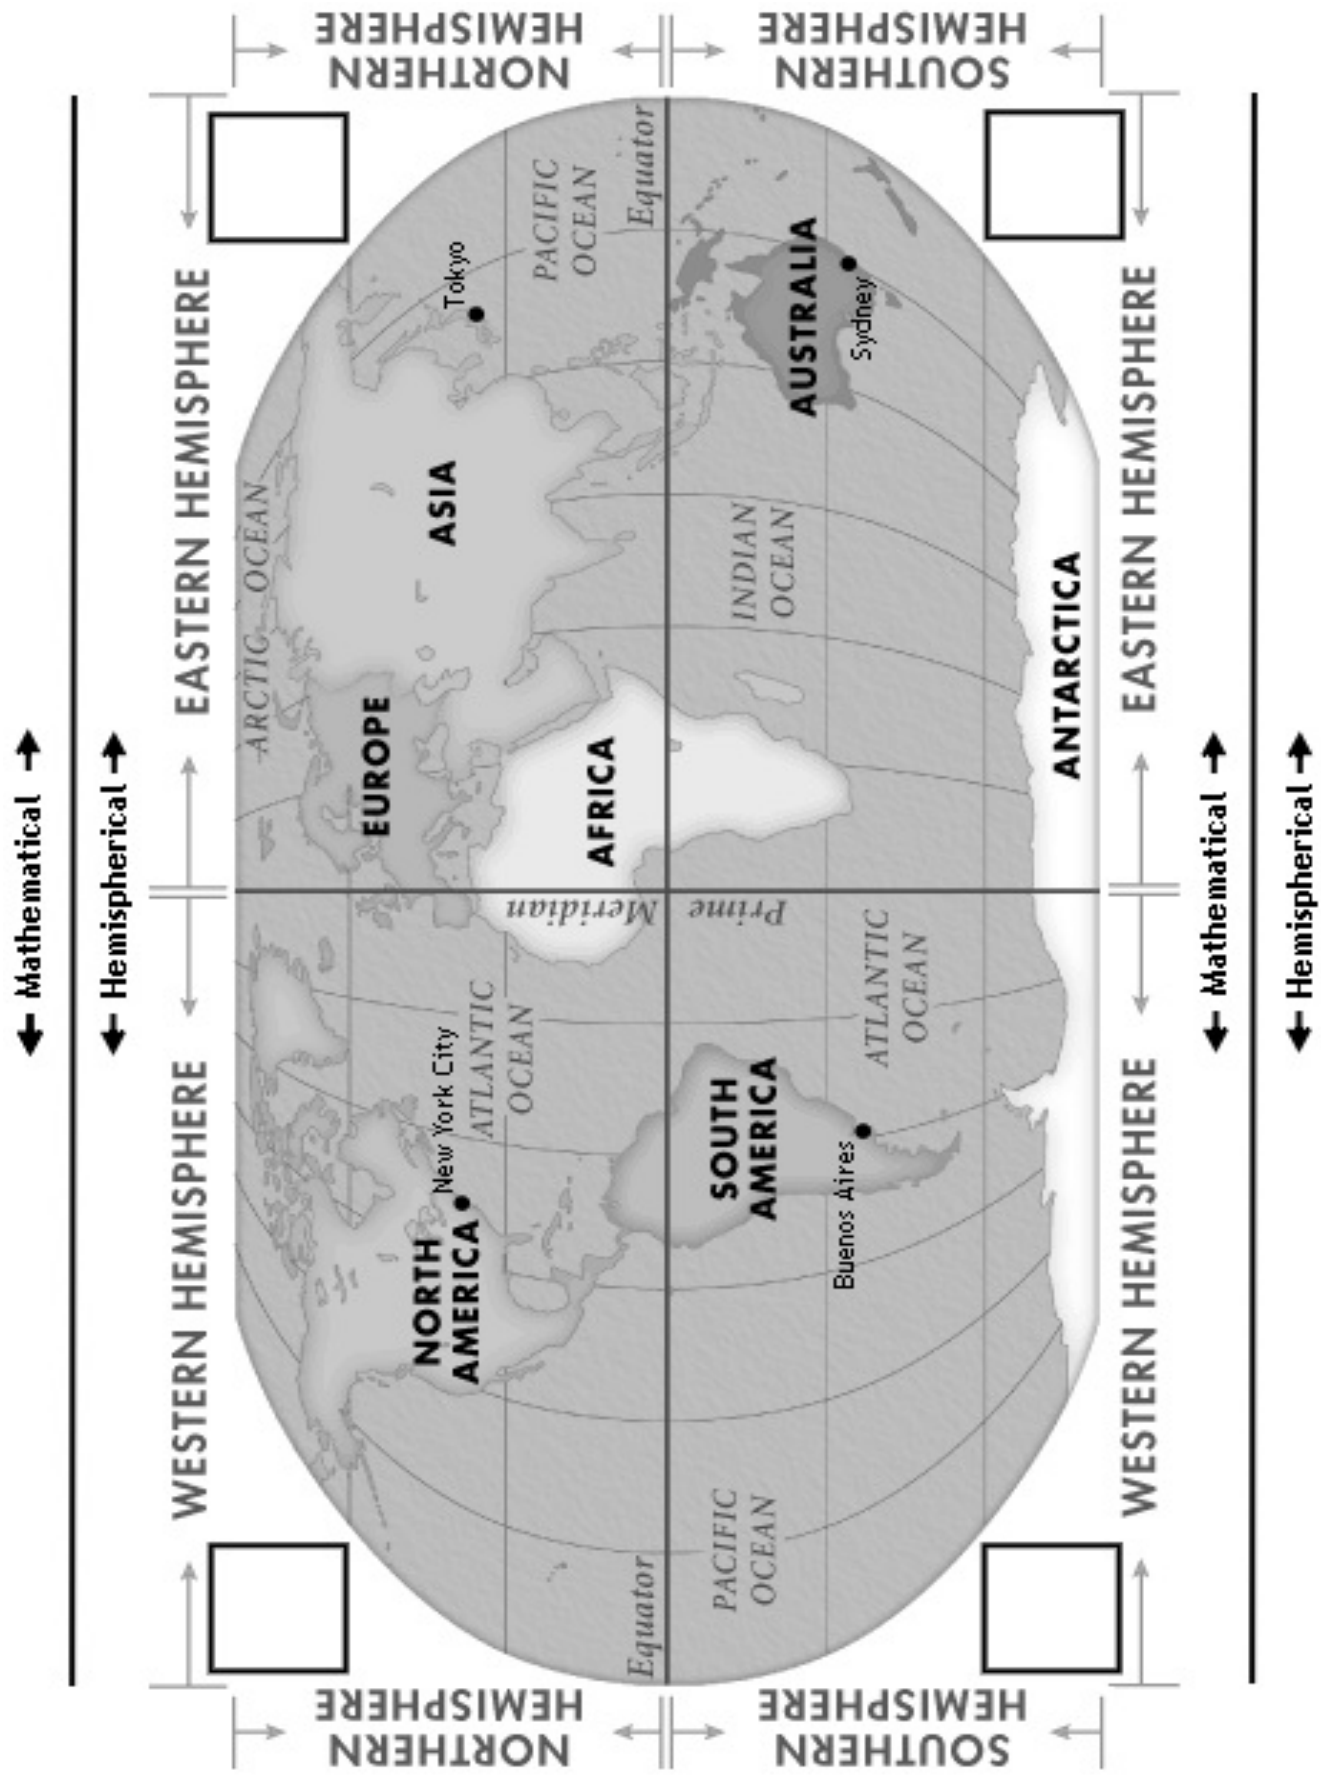 ← Mathematical →
← Hemispherical →
WESTERN HEMISPHERE
EASTERN HEMISPHERE
NORTHERN
HEMISPHERE
NORTHERN
HEMISPHERE
ARCTIC OCEAN
EUROPE
ASIA
NORTH
AMERICA
New York City
Tokyo
ATLANTIC
OCEAN
PACIFIC
OCEAN
AFRICA
Equator
Equator
Prime Meridian
PACIFIC
OCEAN
SOUTH
AMERICA
INDIAN
OCEAN
AUSTRALIA
Buenos Aires
Sydney
ATLANTIC
OCEAN
ANTARCTICA
SOUTHERN
HEMISPHERE
SOUTHERN
HEMISPHERE
WESTERN HEMISPHERE
EASTERN HEMISPHERE
← Mathematical →
← Hemispherical →